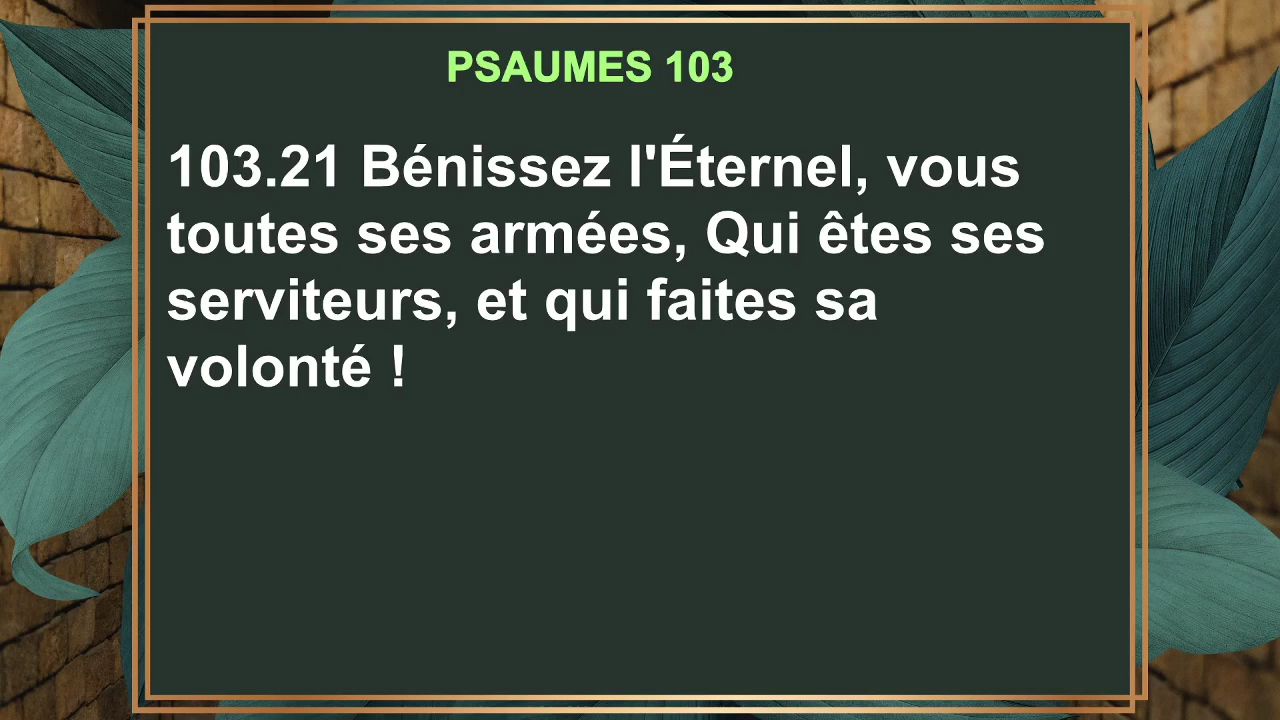 PSAUMES 103
103.21 Bénissez l'Éternel, vous
toutes ses armées, Qui êtes ses
serviteurs, et qui faites sa
volonté !